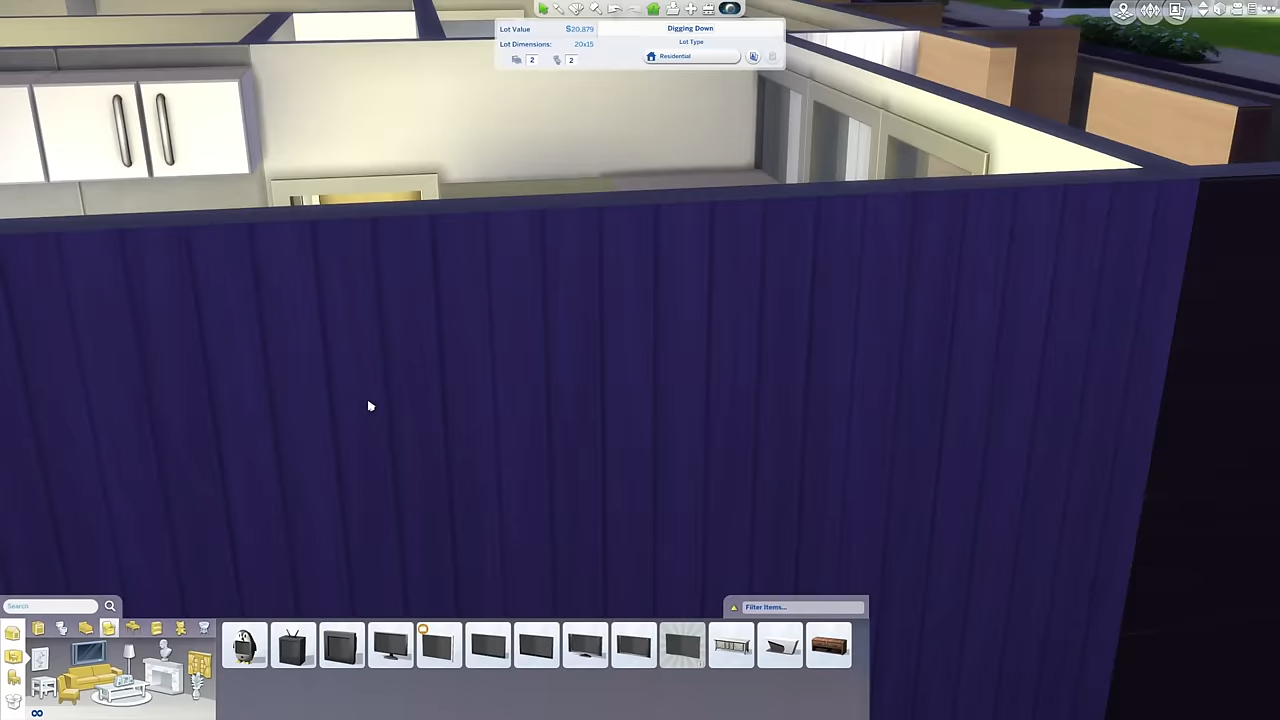 Lot Value
$20,879
Digging Down
Lot Dimensions:
20x15
Lot Type
2
2
Residential
Search
Filter Items...